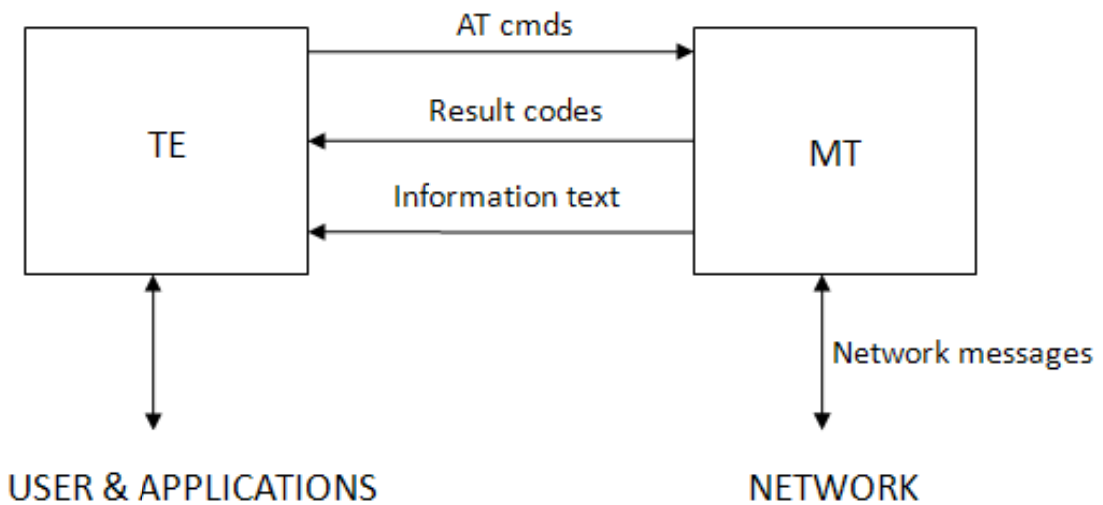 AT cmds
Result codes
TE
MT
Information text
Network messages
USER & APPLICATIONS
NETWORK